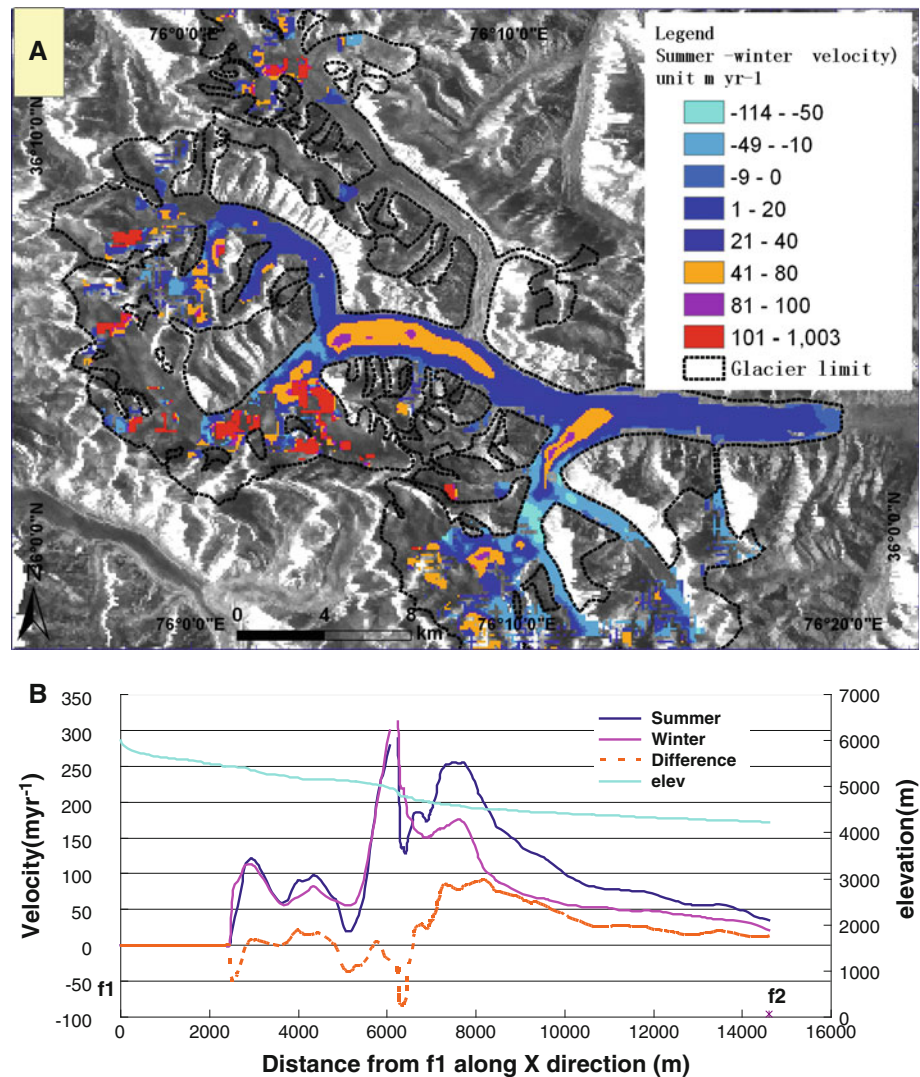 A
76°0'0"E
76°10'0"E
36°10'0"N
Legend
Summer -winter velocity)
unit m yr-1
-114 - -50
-49 - -10
-9 - 0
1 - 20
21 - 40
41 - 80
81 - 100
101 - 1,003
Glacier limit
36°0'0"N
N
36°0'0"N
0 4 8
km
76°0'0"E
76°10'0"E
76°20'0"E
B
350
300
250
200
150
100
50
0
-50
-100
Velocity(myr-1)
Summer
Winter
Difference
elev
7000
6000
5000
4000
3000
2000
1000
0
elevation(m)
f1
f2
0 2000 4000 6000 8000 10000 12000 14000 16000
Distance from f1 along X direction (m)